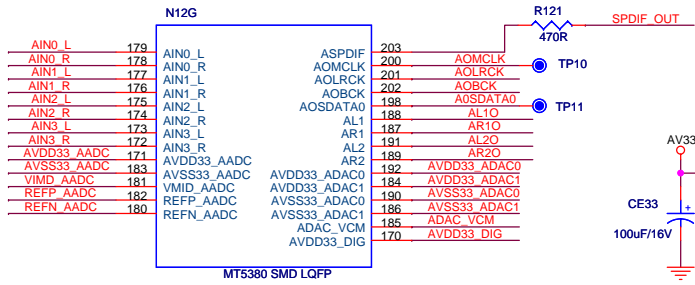 N12G
R121
SPDIF_OUT
470R
AIN0_L 179 AIN0_L
AIN0_R 178 AIN0_R
AIN1_L 177 AIN1_L
AIN1_R 176 AIN1_R
AIN2_L 175 AIN2_L
AIN2_R 174 AIN2_R
AIN3_L 173 AIN3_L
AIN3_R 172 AIN3_R
AVDD33_AADC 171 AVDD33_AADC
AVSS33_AADC 183 AVSS33_AADC
VIMD_AADC 181 VMID_AADC
REFP_AADC 182 REFP_AADC
REFN_AADC 180 REFN_AADC
ASPDIF 203
AOMCLK 200 AOMCLK TP10
AOLRCK 201 AOLRCK
AOBCK 202 AOBCK
AOSDATA0 198 A0SDATA0 TP11
AL1 188 AL1O
AR1 187 AR1O
AL2 191 AL2O
AR2 189 AR2O
AVDD33_ADAC0 192 AVDD33_ADAC0
AVDD33_ADAC1 184 AVDD33_ADAC1
AVSS33_ADAC0 190 AVSS33_ADAC0
AVSS33_ADAC1 186 AVSS33_ADAC1
ADAC_VCM 185 ADAC_VCM
AVDD33_DIG 170 AVDD33_DIG
MT5380 SMD LQFP
AV33
CE33
+
100uF/16V